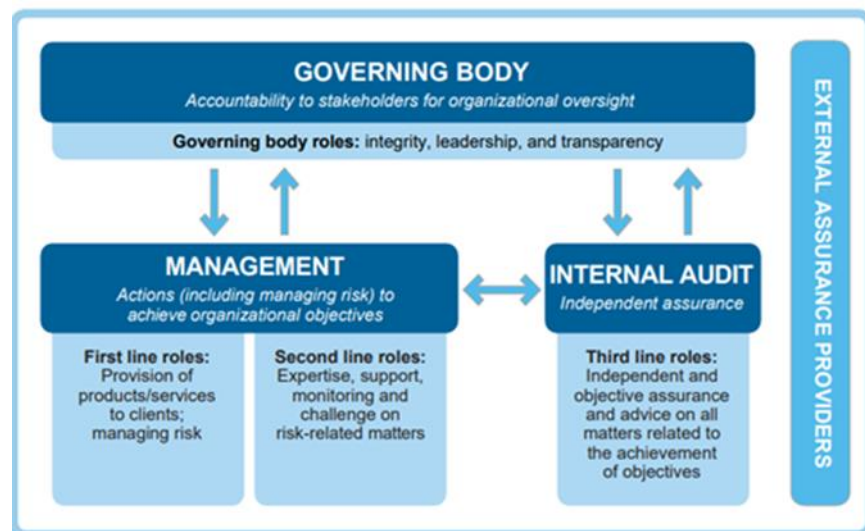 GOVERNING BODY
Accountability to stakeholders for organizational oversight
Governing body roles: integrity, leadership, and transparency
MANAGEMENT
Actions (including managing risk) to
achieve organizational objectives
First line roles:
Provision of
products/services
to clients;
managing risk
Second line roles:
Expertise, support,
monitoring and
challenge on
risk-related matters
INTERNAL AUDIT
Independent assurance
Third line roles:
Independent and
objective assurance
and advice on all
matters related to
the achievement
of objectives
EXTERNAL ASSURANCE PROVIDERS